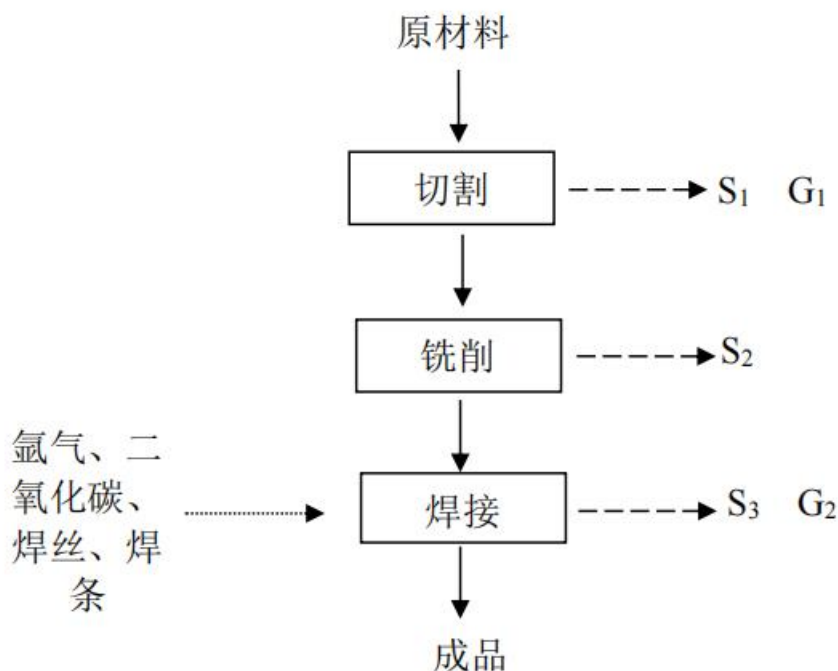 原材料
切割
S₁ G₁
铣削
S₂
氩气、二
氧化碳、
焊丝、焊
条
焊接
S₃ G₂
成品